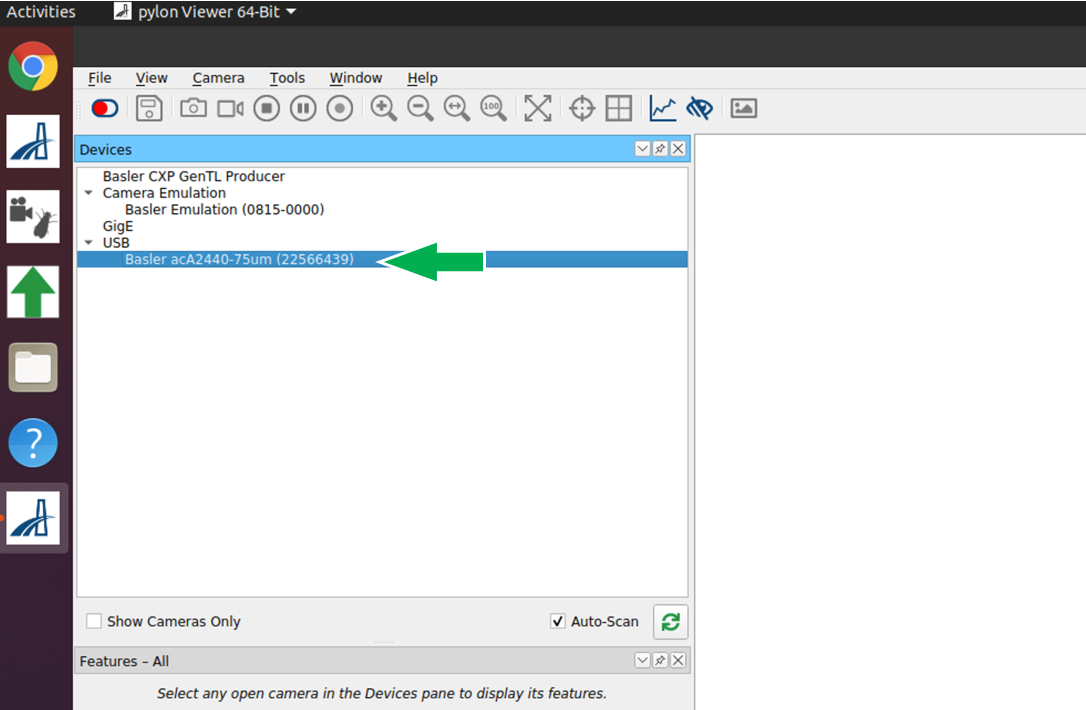 Activities pylon Viewer 64-Bit
File View Camera Tools Window Help
100
Devices
Basler CXP GenTL Producer
Camera Emulation
Basler Emulation (0815-0000)
GigE
USB
Basler acA2440-75um (22566439)
?
Show Cameras Only Auto-Scan
Features – All
Select any open camera in the Devices pane to display its features.